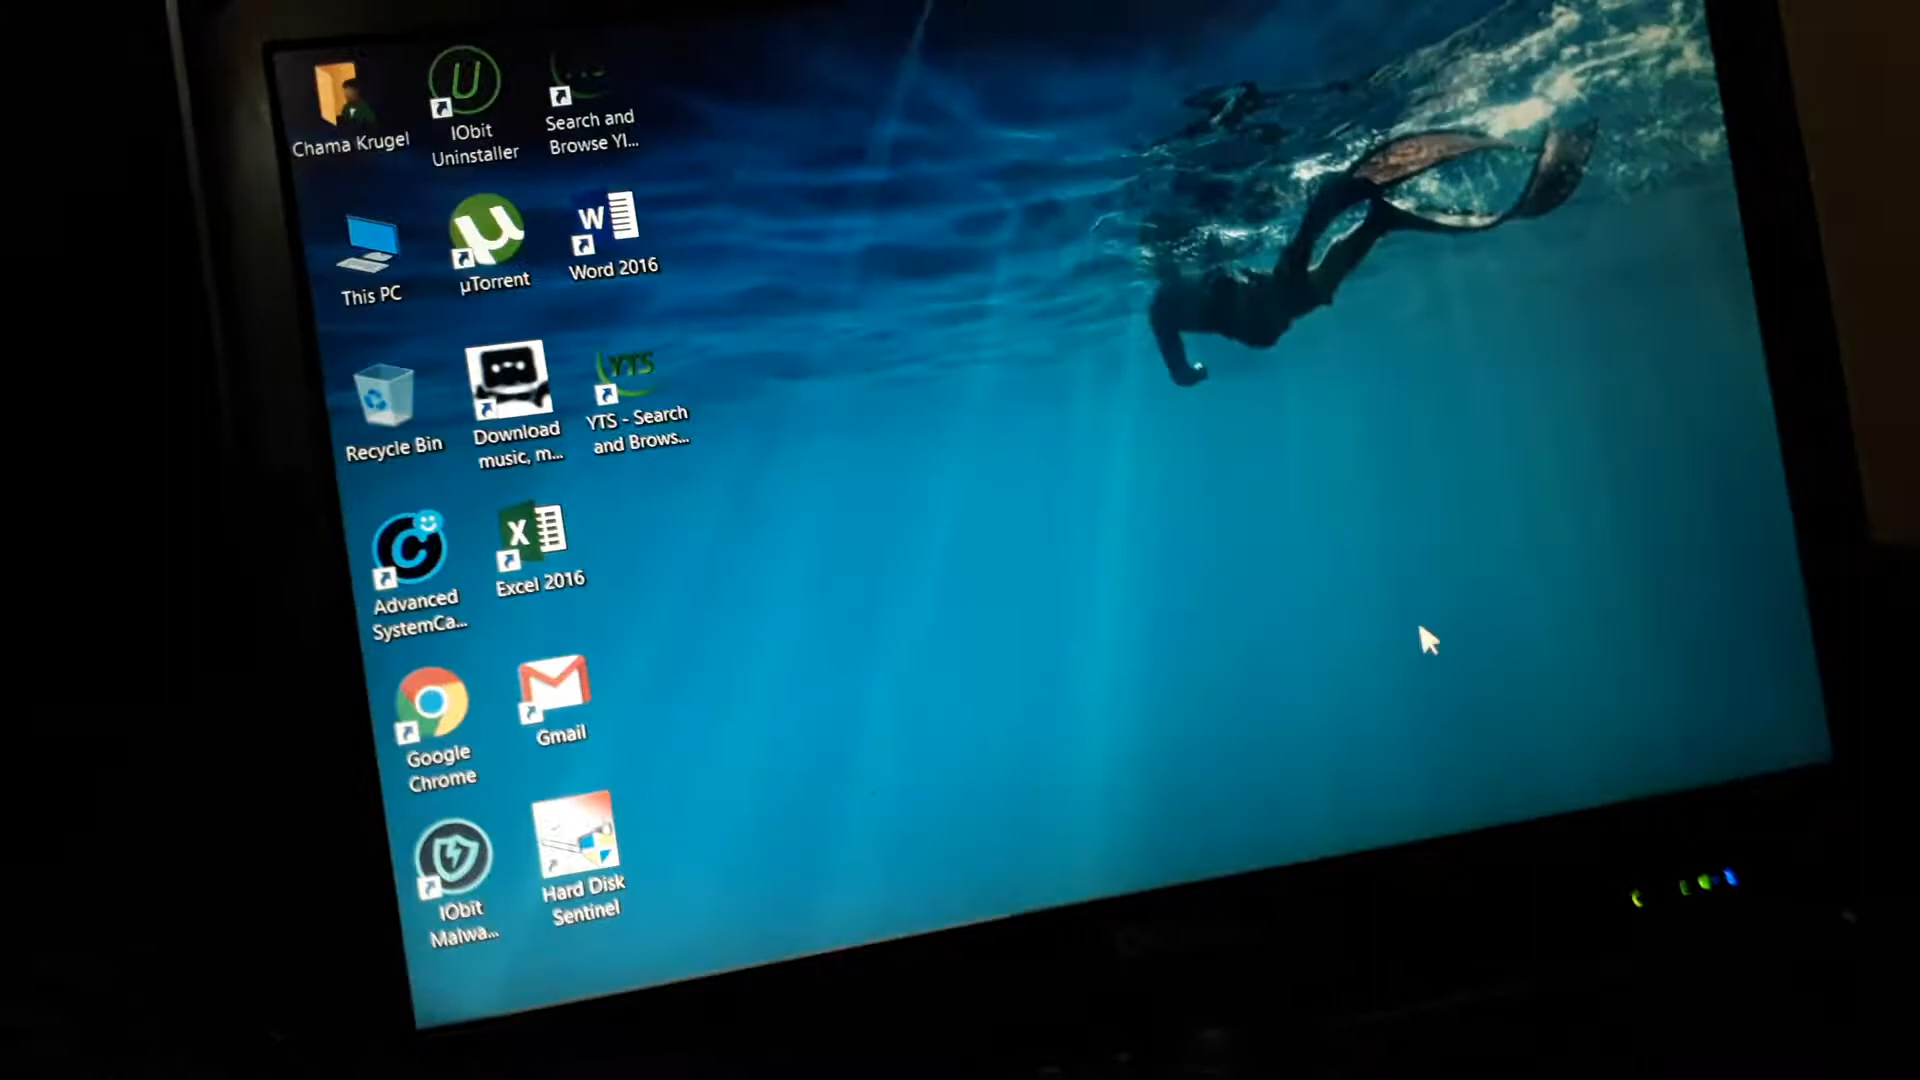 Chama Krugel
IObit
Uninstaller
Search and
Browse YI...
This PC
µTorrent
W
Word 2016
Recycle Bin
Download
music, m...
YTS
YTS - Search
and Brows...
Advanced
SystemCa...
X
Excel 2016
Google
Chrome
Gmail
IObit
Malwa...
Hard Disk
Sentinel